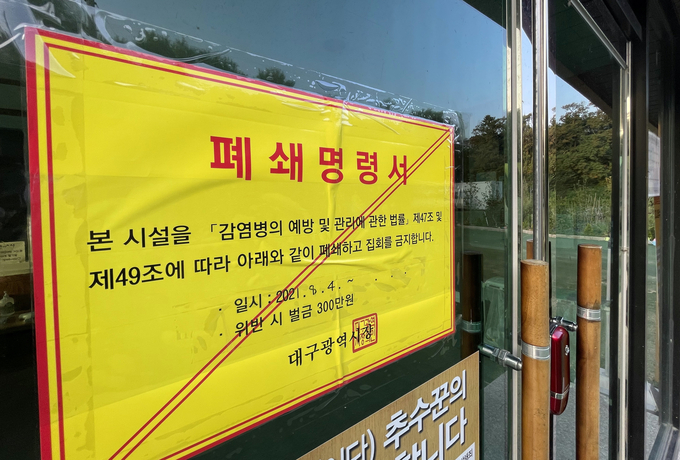 폐쇄명령서
본 시설을 「감염병의 예방 및 관리에 관한 법률」제47조 및
제49조에 따라 아래와 같이 폐쇄하고 집회를 금지합니다.
· 일시 : 2021. 8. 4. ~
· 위반 시 벌금 300만원
대구광역시장
추수꾼의